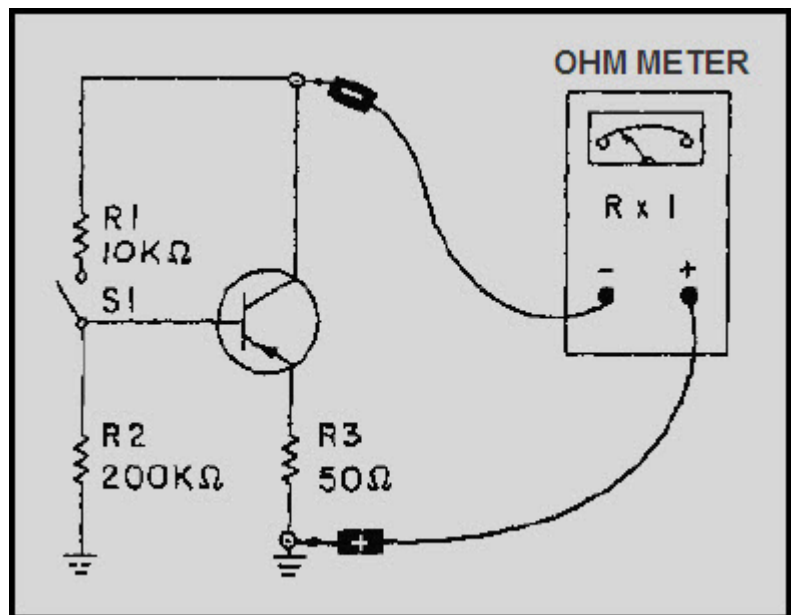 OHM METER
R x 1
- +
-
R1
10KΩ
S1
R2
200KΩ
R3
50Ω
+